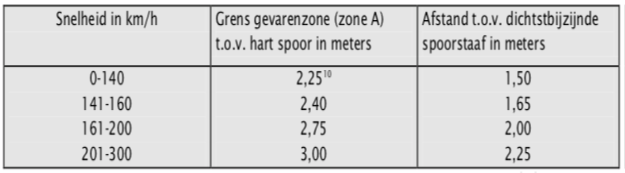 Snelheid in km/h Grens gevarenzone (zone A) Afstand t.o.v. dichtstbijzijnde
t.o.v. hart spoor in meters spoorstaaf in meters
0-140 2,25¹⁰ 1,50
141-160 2,40 1,65
161-200 2,75 2,00
201-300 3,00 2,25